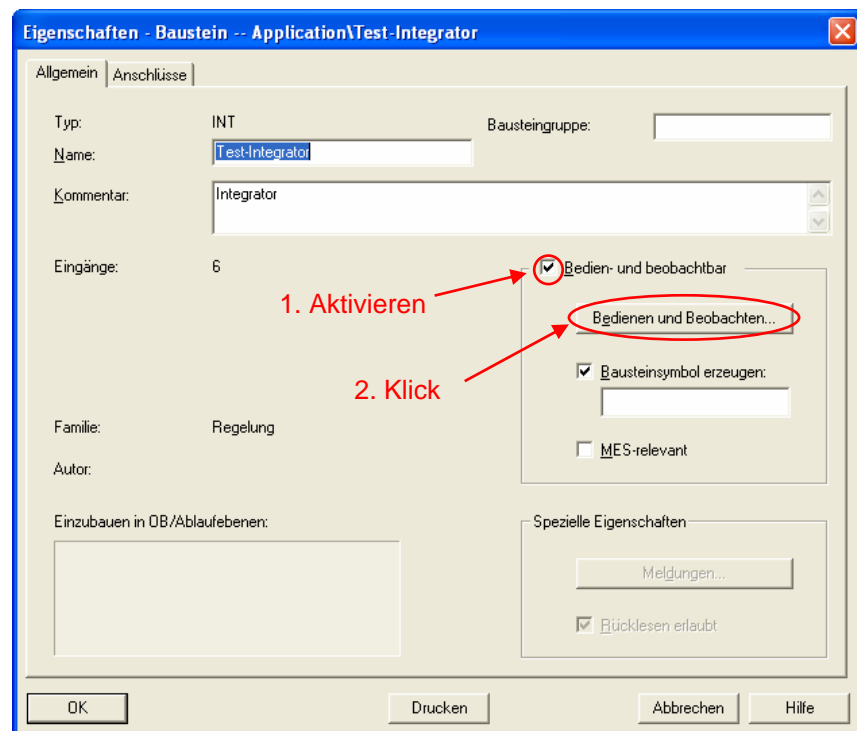 Eigenschaften - Baustein -- Application\Test-Integrator
Allgemein
Anschlüsse
Typ:
INT
Bausteingruppe:
Name:
Test-Integrator
Kommentar:
Integrator
Eingänge:
6
Bedien- und beobachtbar
1. Aktivieren
Bedienen und Beobachten...
2. Klick
Bausteinsymbol erzeugen:
Familie:
Regelung
MES-relevant
Autor:
Einzubauen in OB/Ablaufebenen:
Spezielle Eigenschaften
Meldungen...
Rücklesen erlaubt
OK
Drucken
Abbrechen
Hilfe